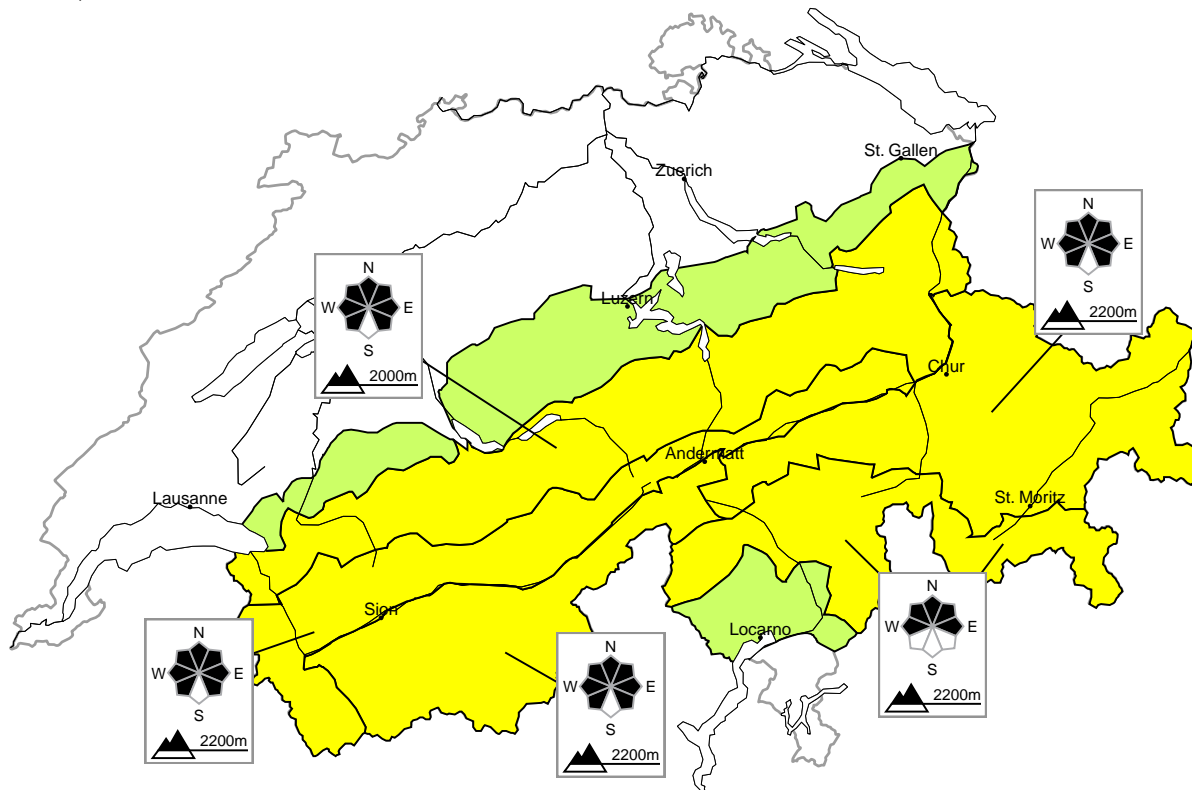 St. Gallen
Zuerich
N
W E
S
2200m
N
W E
S
2000m
Luzern
Chur
Andermatt
Lausanne
St. Moritz
N
W E
S
2200m
Sion
Locarno
N
W E
S
2200m
N
W E
S
2200m